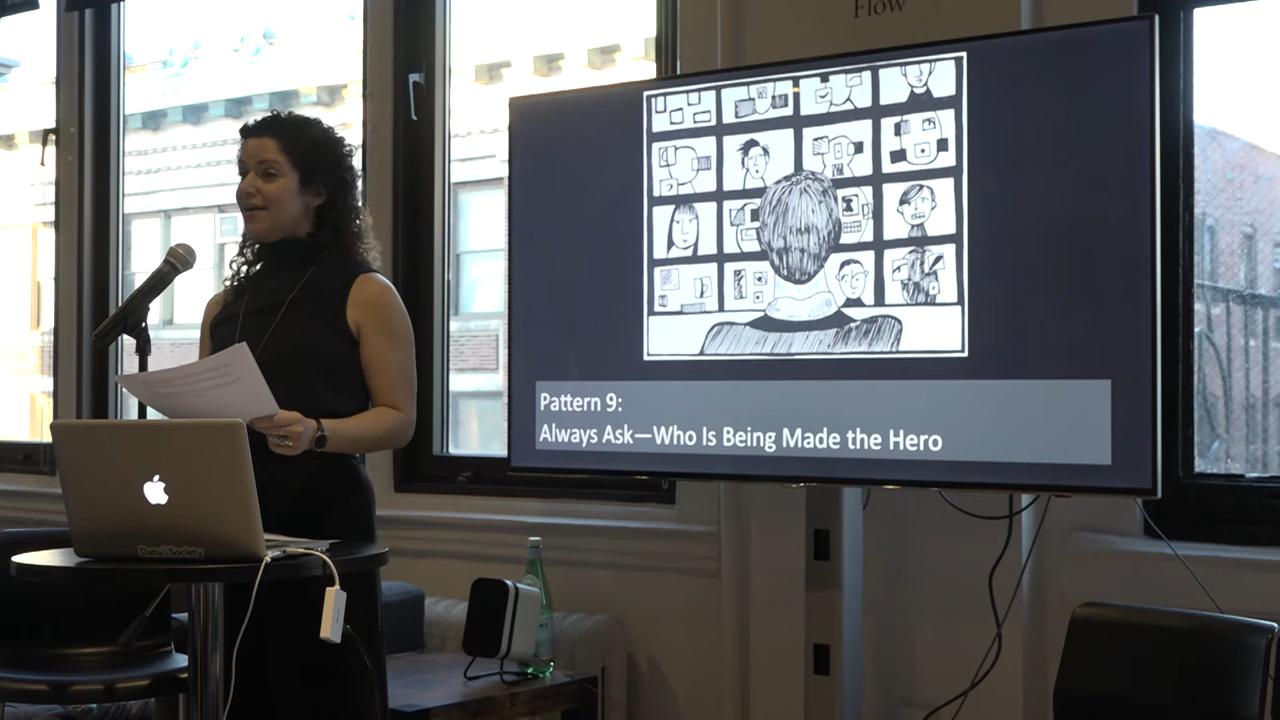 Flow
Pattern 9:
Always Ask—Who Is Being Made the Hero
Data&Society